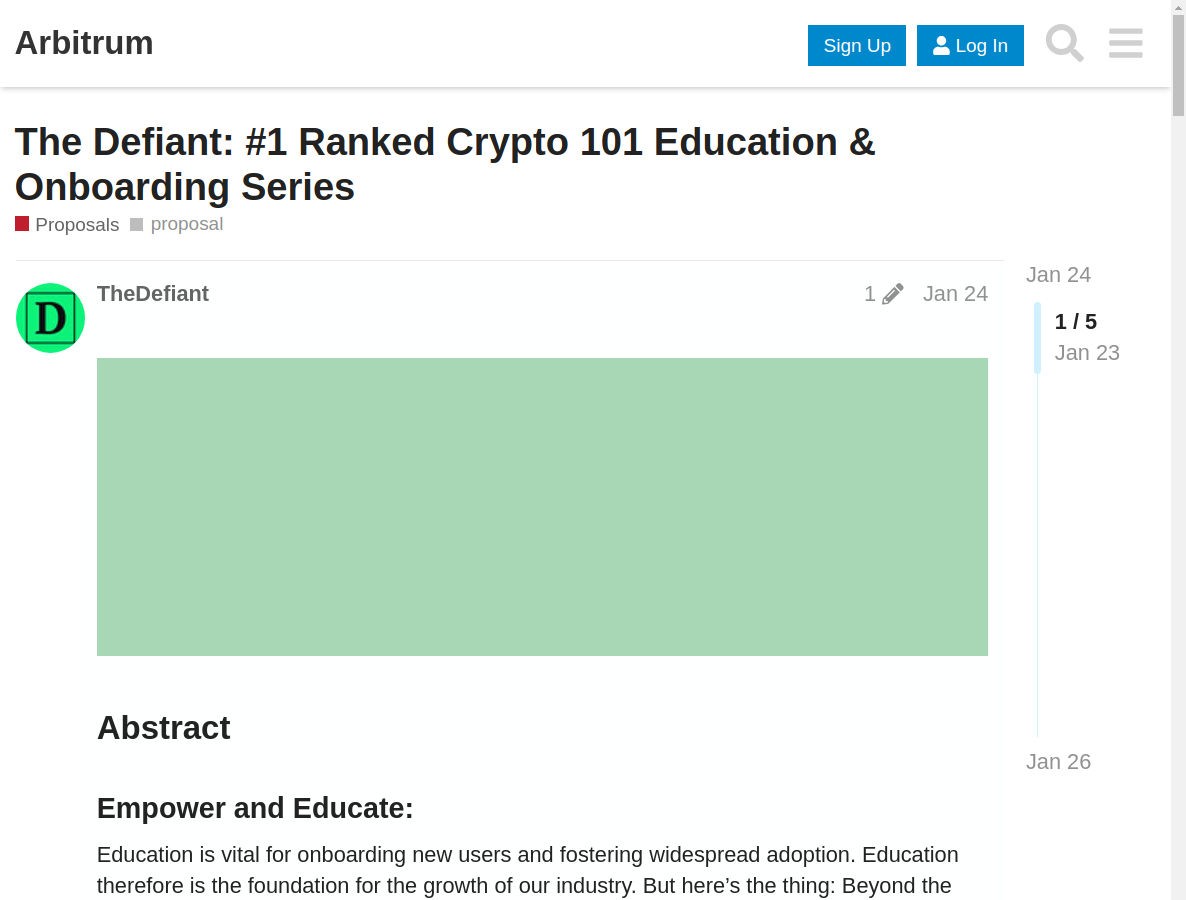 Arbitrum
Sign Up
Log In
The Defiant: #1 Ranked Crypto 101 Education &
Onboarding Series
Proposals
proposal
Jan 24
D
TheDefiant
1
Jan 24
1 / 5
Jan 23
Abstract
Jan 26
Empower and Educate:
Education is vital for onboarding new users and fostering widespread adoption. Education
therefore is the foundation for the growth of our industry. But here’s the thing: Beyond the